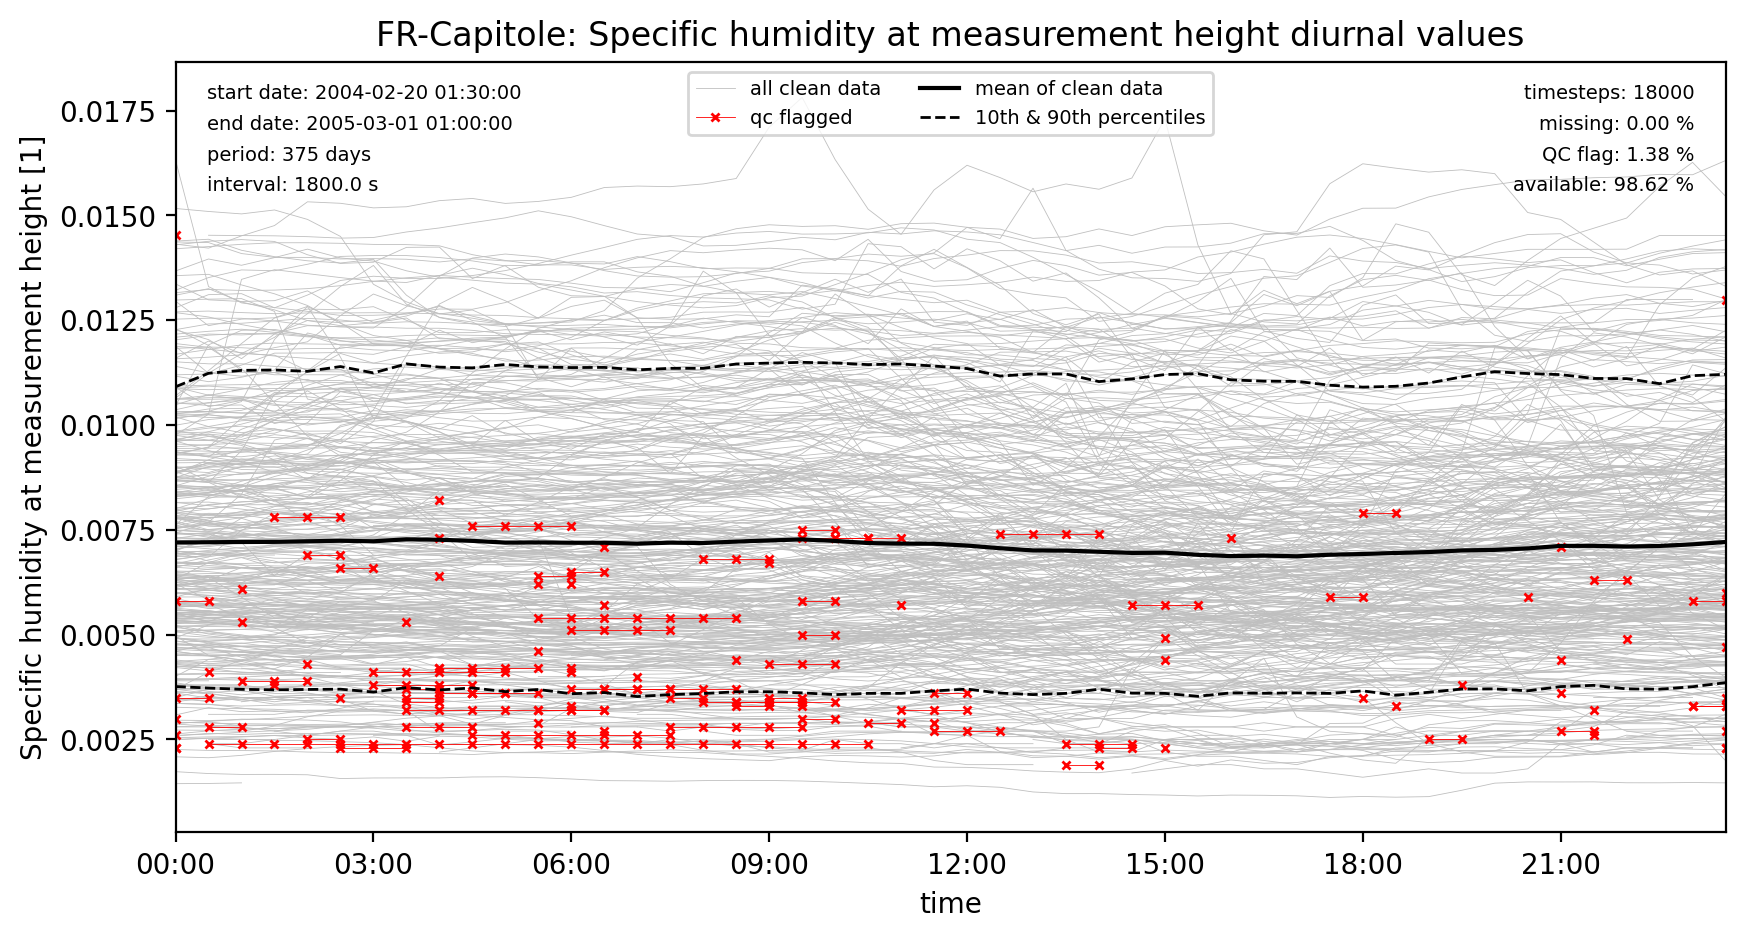 FR-Capitole: Specific humidity at measurement height diurnal values
start date: 2004-02-20 01:30:00
end date: 2005-03-01 01:00:00
period: 375 days
interval: 1800.0 s
all clean data
qc flagged
mean of clean data
10th & 90th percentiles
timesteps: 18000
missing: 0.00 %
QC flag: 1.38 %
available: 98.62 %
Specific humidity at measurement height [1]
0.0175
0.0150
0.0125
0.0100
0.0075
0.0050
0.0025
00:00 03:00 06:00 09:00 12:00 15:00 18:00 21:00
time